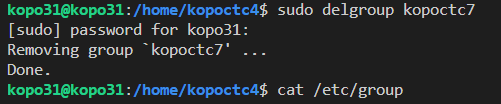 kopo31@kopo31:/home/kopoctc4$ sudo delgroup kopoctc7
[sudo] password for kopo31:
Removing group `kopoctc7' ...
Done.
kopo31@kopo31:/home/kopoctc4$ cat /etc/group